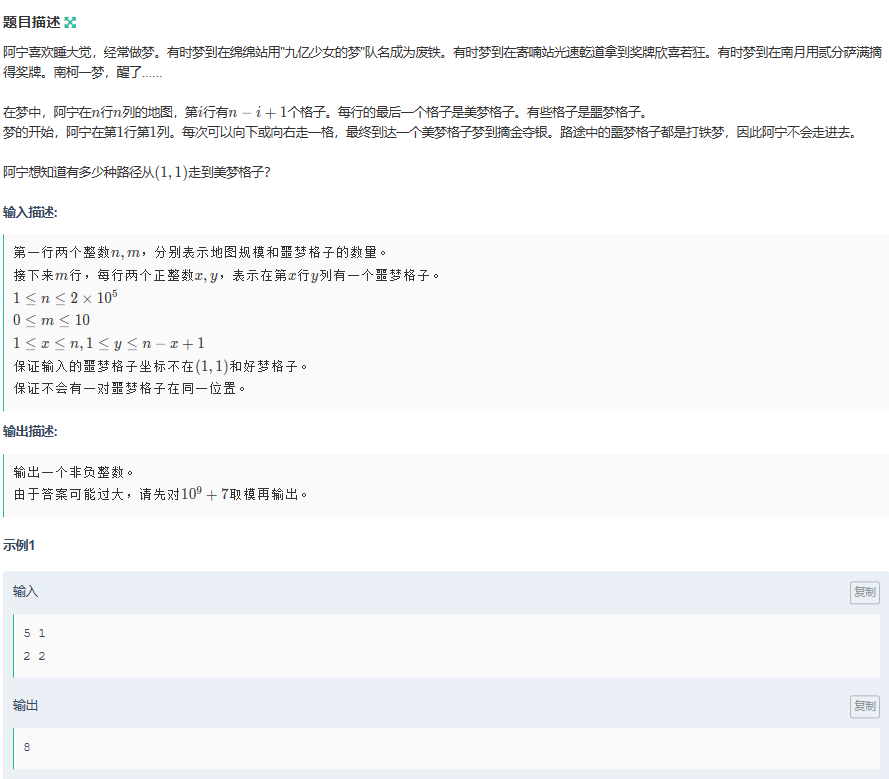 题目描述
阿宁喜欢睡大觉，经常做梦。有时梦到在绵绵站用"九亿少女的梦"队名成为废铁。有时梦到在寄喃站光速乾道拿到奖牌欣喜若狂。有时梦到在南月用贰分萨满摘
得奖牌。南柯一梦，醒了......
在梦中，阿宁在n行n列的地图，第i行有n − i + 1个格子。每行的最后一个格子是美梦格子。有些格子是噩梦格子。
梦的开始，阿宁在第1行第1列。每次可以向下或向右走一格，最终到达一个美梦格子梦到摘金夺银。路途中的噩梦格子都是打铁梦，因此阿宁不会走进去。
阿宁想知道有多少种路径从(1, 1)走到美梦格子？
输入描述:
第一行两个整数n, m，分别表示地图规模和噩梦格子的数量。
接下来m行，每行两个正整数x, y，表示在第x行y列有一个噩梦格子。
1 ≤ n ≤ 2 × 10⁵
0 ≤ m ≤ 10
1 ≤ x ≤ n, 1 ≤ y ≤ n − x + 1
保证输入的噩梦格子坐标不在(1, 1)和好梦格子。
保证不会有一对噩梦格子在同一位置。
输出描述:
输出一个非负整数。
由于答案可能过大，请先对10⁹ + 7取模再输出。
示例1
输入
复制
5 1
2 2
输出
复制
8